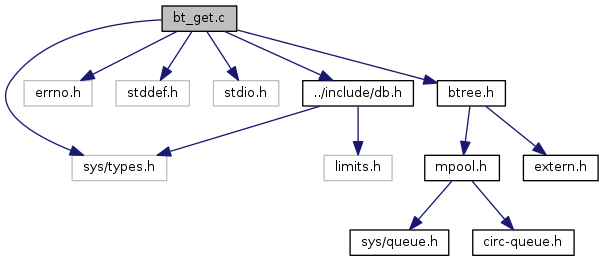 bt_get.c
errno.h
stddef.h
stdio.h
../include/db.h
btree.h
sys/types.h
limits.h
mpool.h
extern.h
sys/queue.h
circ-queue.h